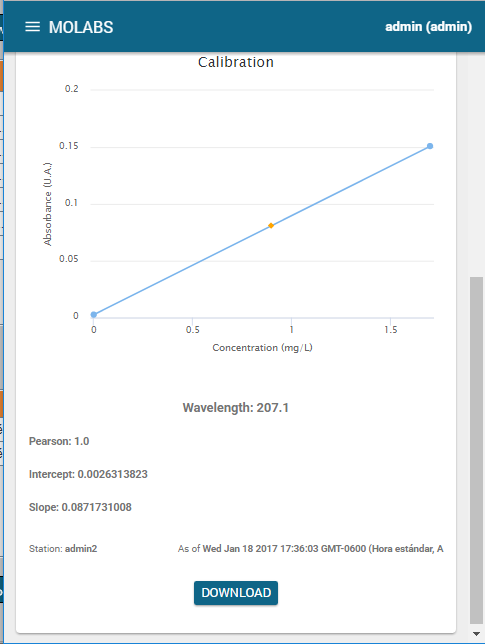 MOLABS
admin (admin)
Calibration
0.2
0.15
0.1
0.05
0
Absorbance (U.A.)
0 0.5 1 1.5
Concentration (mg/L)
Wavelength: 207.1
Pearson: 1.0
Intercept: 0.0026313823
Slope: 0.0871731008
Station: admin2
As of Wed Jan 18 2017 17:36:03 GMT-0600 (Hora estándar, A
DOWNLOAD